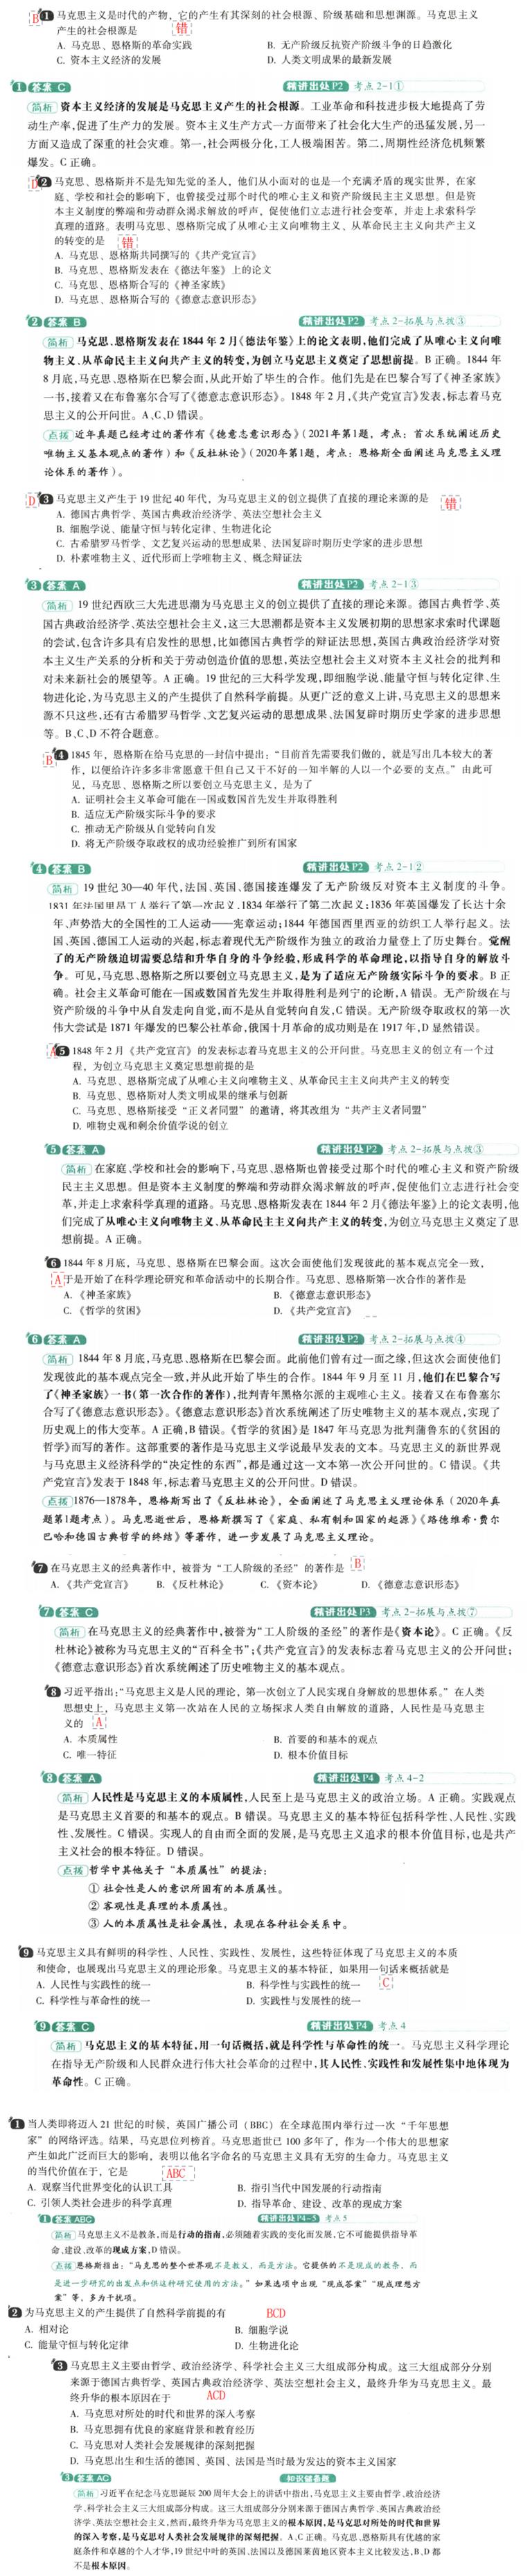 B 1 马克思主义是时代的产物,它的产生有其深刻的社会根源、阶级基础和思想渊源。马克思主义
产生的社会根源是 错
A. 马克思、恩格斯的革命实践 B. 无产阶级反抗资产阶级斗争的日趋激化
C. 资本主义经济的发展 D. 人类文明成果的最新发展
1 答案 C 精讲出处P2 考点 2-1①
简析 资本主义经济的发展是马克思主义产生的社会根源。工业革命和科技进步极大地提高了劳
动生产率,促进了生产力的发展。资本主义生产方式一方面带来了社会化大生产的迅猛发展,另一
方面又造成了深重的社会灾难。第一,社会两极分化,工人极端困苦。第二,周期性经济危机频繁
爆发。C 正确。
D 2 马克思、恩格斯并不是先知先觉的圣人,他们从小面对的也是一个充满矛盾的现实世界,在家
庭、学校和社会的影响下,也曾接受过那个时代的唯心主义和资产阶级民主主义思想。但是资
本主义制度的弊端和劳动群众渴求解放的呼声,促使他们立志进行社会变革,并走上求索科学
真理的道路。表明马克思、恩格斯完成了从唯心主义向唯物主义、从革命民主主义向共产主义
的转变的是 错
A. 马克思、恩格斯共同撰写的《共产党宣言》
B. 马克思、恩格斯发表在《德法年鉴》上的论文
C. 马克思、恩格斯合写的《神圣家族》
D. 马克思、恩格斯合写的《德意志意识形态》
2 答案 B 精讲出处P2 考点 2-拓展与点拨③
简析 马克思、恩格斯发表在 1844 年 2 月《德法年鉴》上的论文表明,他们完成了从唯心主义向唯
物主义、从革命民主主义向共产主义的转变,为创立马克思主义奠定了思想前提。B 正确。1844 年
8 月底,马克思、恩格斯在巴黎会面,从此开始了毕生的合作。他们先是在巴黎合写了《神圣家族》
一书,接着又在布鲁塞尔合写了《德意志意识形态》。1848 年 2 月,《共产党宣言》发表,标志着马克
思主义的公开问世。A、C、D 错误。
点拨 近年真题已经考过的著作有《德意志意识形态》(2021年第1题,考点:首次系统阐述历史
唯物主义基本观点的著作)和《反杜林论》(2020年第1题,考点:恩格斯全面阐述马克思主义理
论体系的著作)。
D 3 马克思主义产生于 19 世纪 40 年代,为马克思主义的创立提供了直接的理论来源的是 错
A. 德国古典哲学、英国古典政治经济学、英法空想社会主义
B. 细胞学说、能量守恒与转化定律、生物进化论
C. 古希腊罗马哲学、文艺复兴运动的思想成果、法国复辟时期历史学家的进步思想
D. 朴素唯物主义、近代形而上学唯物主义、概念辩证法
3 答案 A 精讲出处P2 考点 2-1③
简析 19 世纪西欧三大先进思潮为马克思主义的创立提供了直接的理论来源。德国古典哲学、英
国古典政治经济学、英法空想社会主义,这三大思潮都是资本主义发展初期的思想家求索时代课题
的尝试,包含许多具有启发性的思想,比如德国古典哲学的辩证法思想,英国古典政治经济学对资
本主义生产关系的分析和关于劳动创造价值的思想,英法空想社会主义对资本主义社会的批判和
对未来新社会的展望等。A 正确。19 世纪的三大科学发现,即细胞学说、能量守恒与转化定律、生
物进化论,为马克思主义的产生提供了自然科学前提。从更广泛的意义上讲,马克思主义的思想来
源不只这些,还有古希腊罗马哲学、文艺复兴运动的思想成果、法国复辟时期历史学家的进步思想
等。B、C、D 不符合题意。
B 4 1845 年,恩格斯在给马克思的一封信中提出:“目前首先需要我们做的,就是写出几本较大的著
作,以便给许许多多非常愿意干但自己又干不好的一知半解的人以一个必要的支点。”由此可
见,马克思、恩格斯之所以要创立马克思主义,是为了
A. 证明社会主义革命可能在一国或数国首先发生并取得胜利
B. 适应无产阶级实际斗争的要求
C. 推动无产阶级从自觉转向自发
D. 将无产阶级夺取政权的成功经验推广到所有国家
4 答案 B 精讲出处P2 考点 2-1②
简析 19 世纪 30—40 年代,法国、英国、德国接连爆发了无产阶级反对资本主义制度的斗争。
1831 年法国里昂工人举行了第一次起义,1834 年举行了第二次起义;1836 年英国爆发了长达十余
年、声势浩大的全国性的工人运动——宪章运动;1844 年德国西里西亚的纺织工人举行起义。法
国、英国、德国工人运动的兴起,标志着现代无产阶级作为独立的政治力量登上了历史舞台。觉醒
了的无产阶级迫切需要总结和升华自身的斗争经验,形成科学的革命理论,以指导自身的解放斗
争。可见,马克思、恩格斯之所以要创立马克思主义,是为了适应无产阶级实际斗争的要求。B 正
确。社会主义革命可能在一国或数国首先发生并取得胜利是列宁的论断,A 错误。无产阶级在与
资产阶级的斗争中从自发走向自觉,而不是从自觉转向自发,C 错误。无产阶级夺取政权的第一次
伟大尝试是 1871 年爆发的巴黎公社革命,俄国十月革命的成功则是在 1917 年,D 显然错误。
A 5 1848 年 2 月《共产党宣言》的发表标志着马克思主义的公开问世。马克思主义的创立有一个过
程,为创立马克思主义奠定思想前提的是
A. 马克思、恩格斯完成了从唯心主义向唯物主义、从革命民主主义向共产主义的转变
B. 马克思、恩格斯对人类文明成果的继承与创新
C. 马克思、恩格斯接受“正义者同盟”的邀请,将其改组为“共产主义者同盟”
D. 唯物史观和剩余价值学说的创立
5 答案 A 精讲出处P2 考点 2-拓展与点拨③
简析 在家庭、学校和社会的影响下,马克思、恩格斯也曾接受过那个时代的唯心主义和资产阶级
民主主义思想。但是资本主义制度的弊端和劳动群众渴求解放的呼声,促使他们立志进行社会变
革,并走上求索科学真理的道路。马克思、恩格斯发表在 1844 年 2 月《德法年鉴》上的论文表明,他
们完成了从唯心主义向唯物主义、从革命民主主义向共产主义的转变,为创立马克思主义奠定了思
想前提。A 正确。
6 1844 年 8 月底,马克思、恩格斯在巴黎会面。这次会面使他们发现彼此的基本观点完全一致,
A 于是开始了在科学理论研究和革命活动中的长期合作。马克思、恩格斯第一次合作的著作是
A. 《神圣家族》 B. 《德意志意识形态》
C. 《哲学的贫困》 D. 《共产党宣言》
6 答案 A 精讲出处P2 考点 2-拓展与点拨④
简析 1844 年 8 月底,马克思、恩格斯在巴黎会面。此前他们曾有过一面之缘,但这次会面使他们
发现彼此的基本观点完全一致,并从此开始了毕生的合作。1844 年 9 月至 11 月,他们在巴黎合写
了《神圣家族》一书(第一次合作的著作),批判青年黑格尔派的主观唯心主义。接着又在布鲁塞尔
合写了《德意志意识形态》。《德意志意识形态》首次系统阐述了历史唯物主义的基本观点,实现了
历史观上的伟大变革。A 正确,B 错误。《哲学的贫困》是 1847 年马克思为批判蒲鲁东的《贫困的
哲学》而写的著作。这部重要的著作是马克思主义学说最早发表的文本。马克思主义的新世界观
与马克思主义经济科学的“决定性的东西”,都是通过这一文本第一次公开问世的。C 错误。《共
产党宣言》发表于 1848 年,标志着马克思主义的公开问世。D 错误。
点拨 1876—1878年,恩格斯写出了《反杜林论》,全面阐述了马克思主义理论体系(2020年真
题第1题考点)。马克思逝世后,恩格斯撰写了《家庭、私有制和国家的起源》《路德维希·费尔
巴哈和德国古典哲学的终结》等著作,进一步发展了马克思主义理论。
7 在马克思主义的经典著作中,被誉为“工人阶级的圣经”的著作是 B
A. 《共产党宣言》 B. 《反杜林论》 C. 《资本论》 D. 《德意志意识形态》
7 答案 C 精讲出处P3 考点 2-拓展与点拨⑦
简析 在马克思主义的经典著作中,被誉为“工人阶级的圣经”的著作是《资本论》。C 正确。《反
杜林论》被称为马克思主义的“百科全书”;《共产党宣言》的发表标志着马克思主义的公开问世;
《德意志意识形态》首次系统阐述了历史唯物主义的基本观点。
8 习近平指出:“马克思主义是人民的理论,第一次创立了人民实现自身解放的思想体系。”在人类
思想史上,马克思主义第一次站在人民的立场探求人类自由解放的道路,人民性是马克思主
义的 A
A. 本质属性 B. 首要的和基本的观点
C. 唯一特征 D. 根本价值目标
8 答案 A 精讲出处P4 考点 4-2
简析 人民性是马克思主义的本质属性,人民至上是马克思主义的政治立场。A 正确。实践观点
是马克思主义首要的和基本的观点。B 错误。马克思主义的基本特征包括科学性、人民性、实践
性、发展性。C 错误。实现人的自由而全面的发展,是马克思主义追求的根本价值目标,也是共产
主义社会的根本特征。D 错误。
点拨 哲学中其他关于“本质属性”的提法:
① 社会性是人的意识所固有的本质属性。
② 客观性是真理的本质属性。
③ 人的本质属性是社会属性,表现在各种社会关系中。
9 马克思主义具有鲜明的科学性、人民性、实践性、发展性,这些特征体现了马克思主义的本质
和使命,也展现出马克思主义的理论形象。马克思主义的基本特征,如果用一句话来概括就是
A. 人民性与实践性的统一 B. 科学性与实践性的统一 C
C. 科学性与革命性的统一 D. 实践性与发展性的统一
9 答案 C 精讲出处P4 考点 4
简析 马克思主义的基本特征,用一句话概括,就是科学性与革命性的统一。马克思主义科学理论
在指导无产阶级和人民群众进行伟大社会革命的过程中,其人民性、实践性和发展性集中地体现为
革命性。C 正确。
1 当人类即将迈入 21 世纪的时候,英国广播公司(BBC)在全球范围内举行过一次“千年思想
家”的网络评选。结果,马克思位列榜首。马克思逝世已 100 多年了,作为一个伟大的思想家
产生如此广泛而巨大的影响,表明以他名字命名的马克思主义具有无穷的生命力。马克思主义
的当代价值在于,它是 ABC
A. 观察当代世界变化的认识工具 B. 指引当代中国发展的行动指南
C. 引领人类社会进步的科学真理 D. 指导革命、建设、改革的现成方案
1 答案 ABC 精讲出处P4-5 考点 5
简析 马克思主义不是教条,而是行动的指南,必须随着实践的变化而发展,它不可能提供指导革
命、建设、改革的现成方案,D 错误。
点拨 恩格斯指出:“马克思的整个世界观不是教义,而是方法。它提供的不是现成的教条,而
是进一步研究的出发点和供这种研究使用的方法。”如果选项中出现“现成答案”“现成理想方
案”等,多为干扰项。
2 为马克思主义的产生提供了自然科学前提的有 BCD
A. 相对论 B. 细胞学说
C. 能量守恒与转化定律 D. 生物进化论
3 马克思主义主要由哲学、政治经济学、科学社会主义三大组成部分构成。这三大组成部分分别
来源于德国古典哲学、英国古典政治经济学、英法空想社会主义,最终升华为马克思主义。最
终升华的根本原因在于 ACD
A. 马克思对所处的时代和世界的深入考察
B. 马克思拥有优良的家庭背景和教育经历
C. 马克思对人类社会发展规律的深刻把握
D. 马克思出生和生活的德国、英国、法国是当时最为发达的资本主义国家
3 答案 AC 知识储备题
简析 习近平在纪念马克思诞辰 200 周年大会上的讲话中指出,马克思主义主要由哲学、政治经济
学、科学社会主义三大组成部分构成。这三大组成部分分别来源于德国古典哲学、英国古典政治经
济学、英法空想社会主义,然而,最终升华为马克思主义的根本原因,是马克思对所处的时代和世界
的深入考察,是马克思对人类社会发展规律的深刻把握。A、C 正确。马克思、恩格斯具有优越的家
庭条件和卓越的个人才华,19 世纪中叶的英国、法国以及德国莱茵地区资本主义比较发达,B、D 都
不是根本原因。